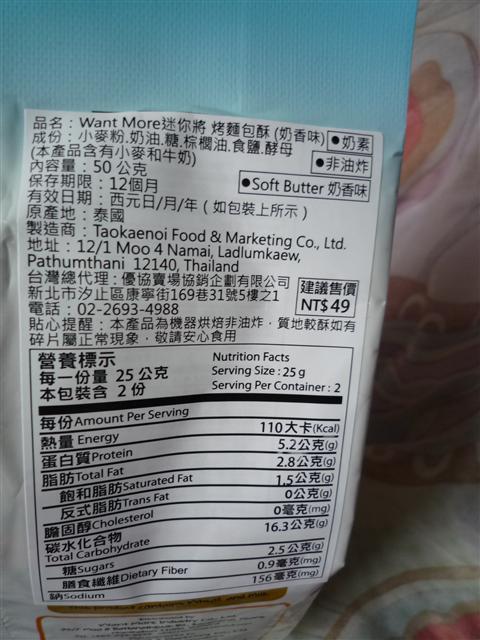 品名：Want More迷你將 烤麵包酥 (奶香味)
●奶素
成份：小麥粉.奶油.糖.棕櫚油.食鹽.酵母
(本產品含有小麥和牛奶)
●非油炸
內容量：50 公克
保存期限：12個月
●Soft Butter 奶香味
有效日期：西元日/月/年 ( 如包裝上所示 )
原產地：泰國
製造商：Taokaenoi Food & Marketing Co., Ltd.
地址：12/1 Moo 4 Namai, Ladlumkaew,
Pathumthani 12140, Thailand
台灣總代理：優協賣場協銷企劃有限公司
新北市汐止區康寧街169巷31號5樓之1
建議售價
NT$ 49
電話：02-2693-4988
貼心提醒：本產品為機器烘焙非油炸，質地較酥如有
碎片屬正常現象，敬請安心食用
營養標示 Nutrition Facts
每一份量 25 公克 Serving Size : 25 g
本包裝含 2 份 Serving Per Container : 2
每份Amount Per Serving
熱量 Energy 110大卡(Kcal)
蛋白質Protein 5.2公克(g)
脂肪Total Fat 2.8公克(g)
飽和脂肪Saturated Fat 1.5公克(g)
反式脂肪Trans Fat 0公克(g)
膽固醇Cholesterol 0毫克(mg)
碳水化合物 16.3公克(g)
Total Carbohydrate
糖Sugars 2.5公克(g)
膳食纖維Dietary Fiber 0.9毫克(mg)
鈉Sodium 156毫克(mg)